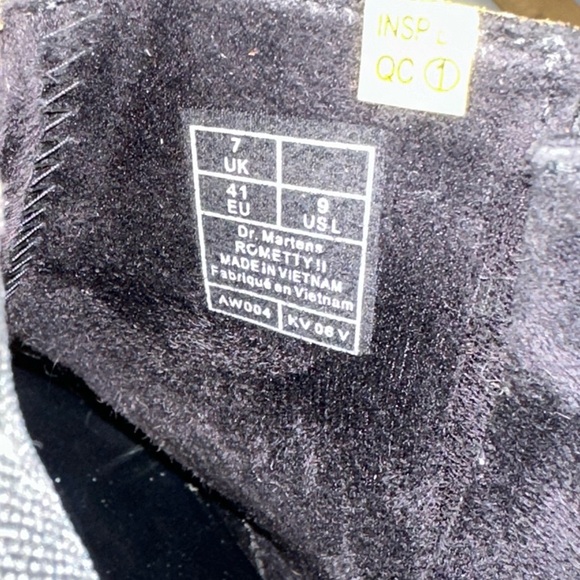 INSP
QC 1
7
UK
41
EU
9
US L
Dr. Martens
ROMETTY II
MADE IN VIETNAM
Fabriqué en Vietnam
AW004
KV 06 V